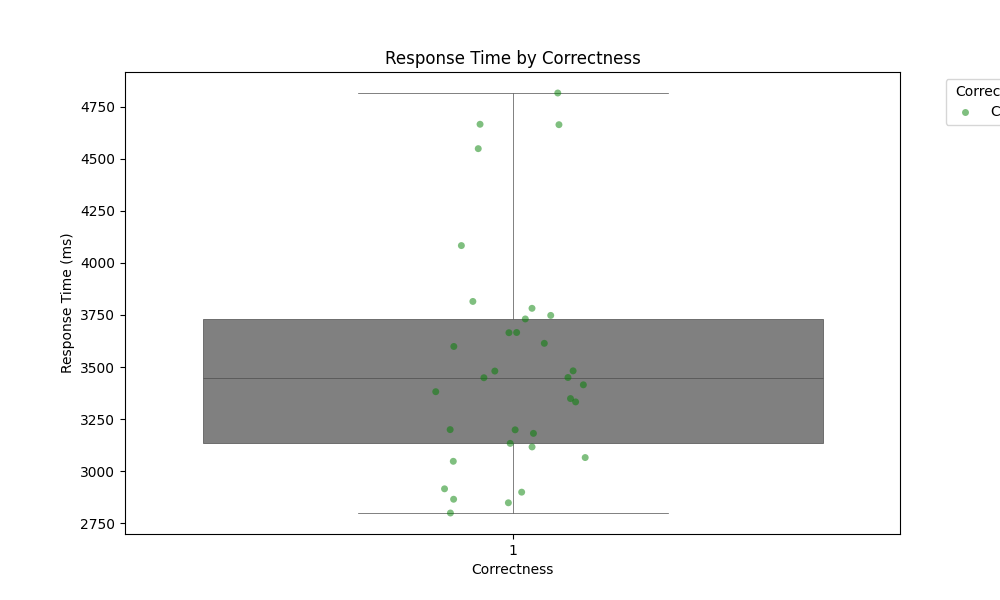 Response Time by Correctness
Response Time (ms)
4750
4500
4250
4000
3750
3500
3250
3000
2750
1
Correctness
Correc
C